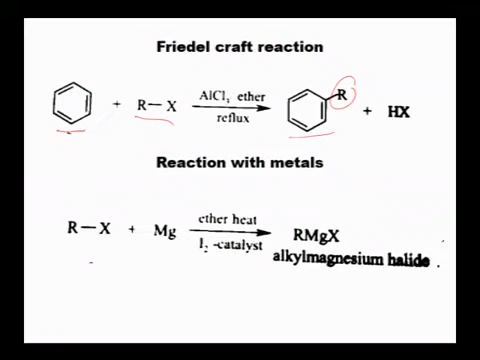 Friedel craft reaction
+ R—X AlCl₃ ether reflux R + HX
Reaction with metals
R—X + Mg ether heat I₂-catalyst RMgX
alkylmagnesium halide .